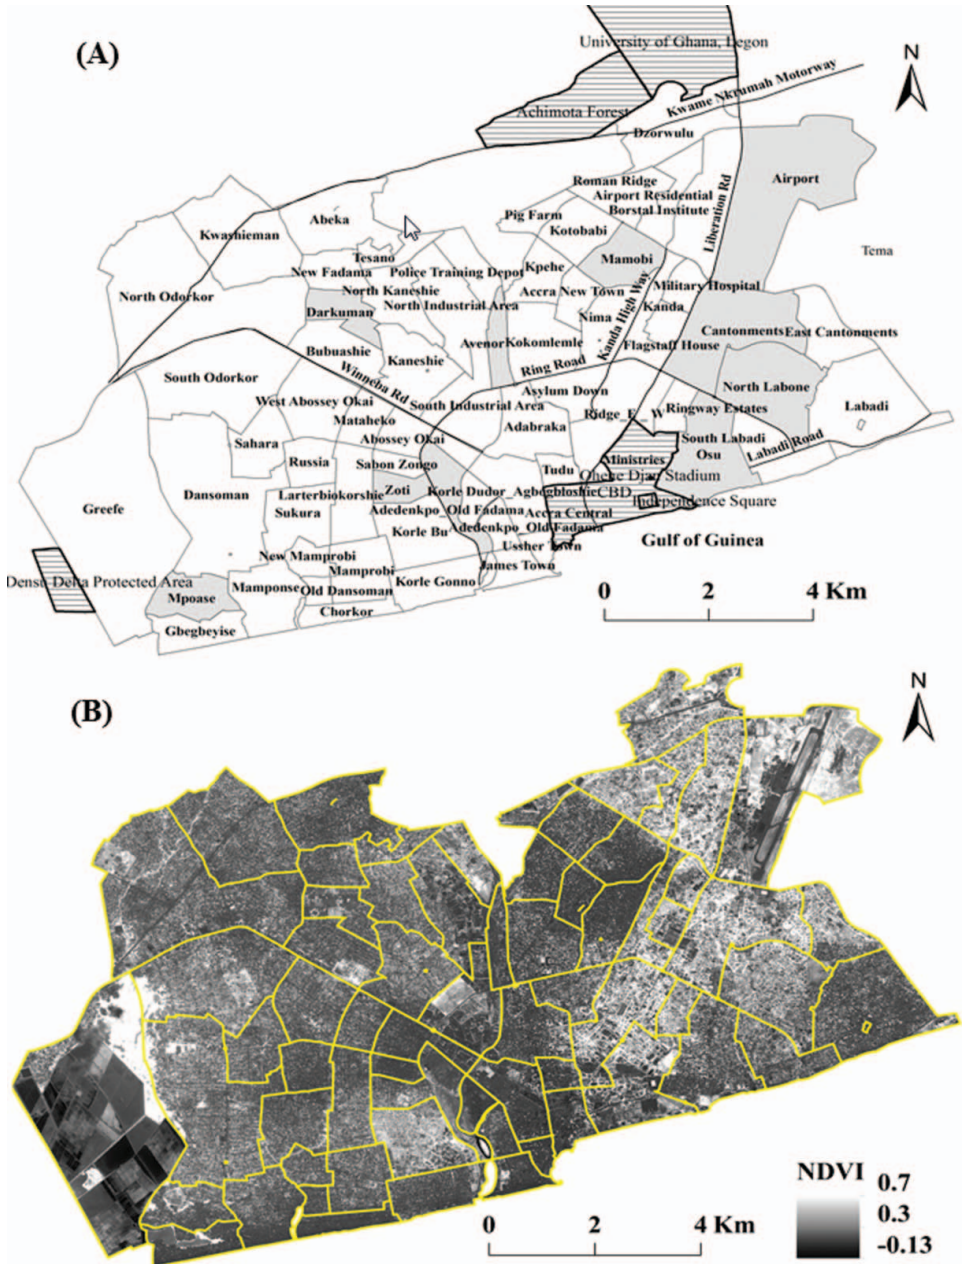 (A)
University of Ghana, Legon
N
Kwame Nkrumah Motorway
Achimota Forest
Dzorwulu
Liberation Rd
Roman Ridge
Airport
Airport Residential
Borstal Institute
Abeka
Pig Farm
Kwashieman
Kotobabi
Tema
Tesano
Mamobi
New Fadama
Police Training Depot
Kpehe
North Odorkor
North Kaneshie
Accra New Town
Military Hospital
Darkuman
North Industrial Area
Kanda High Way
Kanda
Nima
Cantonments
East Cantonments
Bubuashie
Kaneshie
Avenor
Kokomlemle
Flagstaff House
South Odorkor
Winneba Rd
Ring Road
North Labone
West Abossey Okai
South Industrial Area
Asylum Down
Labadi
Mataheko
Adabraka
Ridge_E_ W
Ringway Estates
Sahara
Abossey Okai
South Labadi
Labadi Road
Russia
Sabon Zongo
Osu
Tudu
Ministries
Ohene Djan Stadium
Dansoman
Larterbiokorshie
Zoti
Korle Dudor_Agbogbloshie
CBD
Independence Square
Greefe
Sukura
Adedenkpo_Old Fadama
Accra Central
Korle Bu
Adedenkpo_Old Fadama
Gulf of Guinea
New Mamprobi
Ussher Town
Mamprobi
James Town
Densu Delta Protected Area
Mamponse
Old Dansoman
Korle Gonno
Mpoase
Chorkor
Gbegbeyise
0 2 4 Km
(B)
N
NDVI
0.7
0.3
-0.13
0 2 4 Km